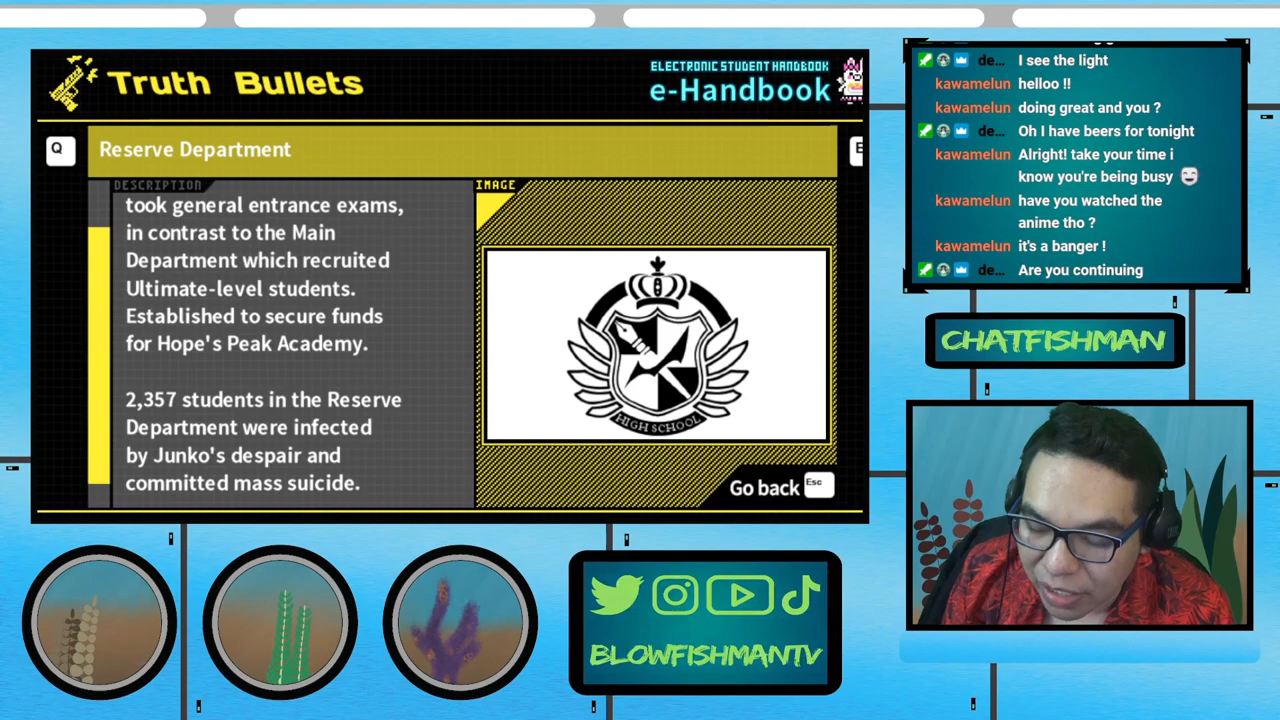 Truth Bullets
ELECTRONIC STUDENT HANDBOOK
e-Handbook
Q
Reserve Department
E
DESCRIPTION
took general entrance exams,
in contrast to the Main
Department which recruited
Ultimate-level students.
Established to secure funds
for Hope's Peak Academy.
2,357 students in the Reserve
Department were infected
by Junko's despair and
committed mass suicide.
IMAGE
HIGH SCHOOL
Go back Esc
de... I see the light
kawamelun helloo !!
kawamelun doing great and you ?
de... Oh I have beers for tonight
kawamelun Alright! take your time i
know you're being busy
kawamelun have you watched the
anime tho ?
kawamelun it's a banger !
de... Are you continuing
CHATFISHMAN
BLOWFISHMANTV